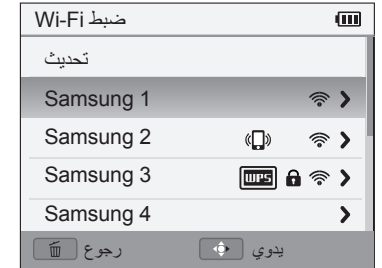 ضبط Wi-Fi
تحديث
Samsung 1
Samsung 2
Samsung 3 WPS
Samsung 4
رجوع يدوي